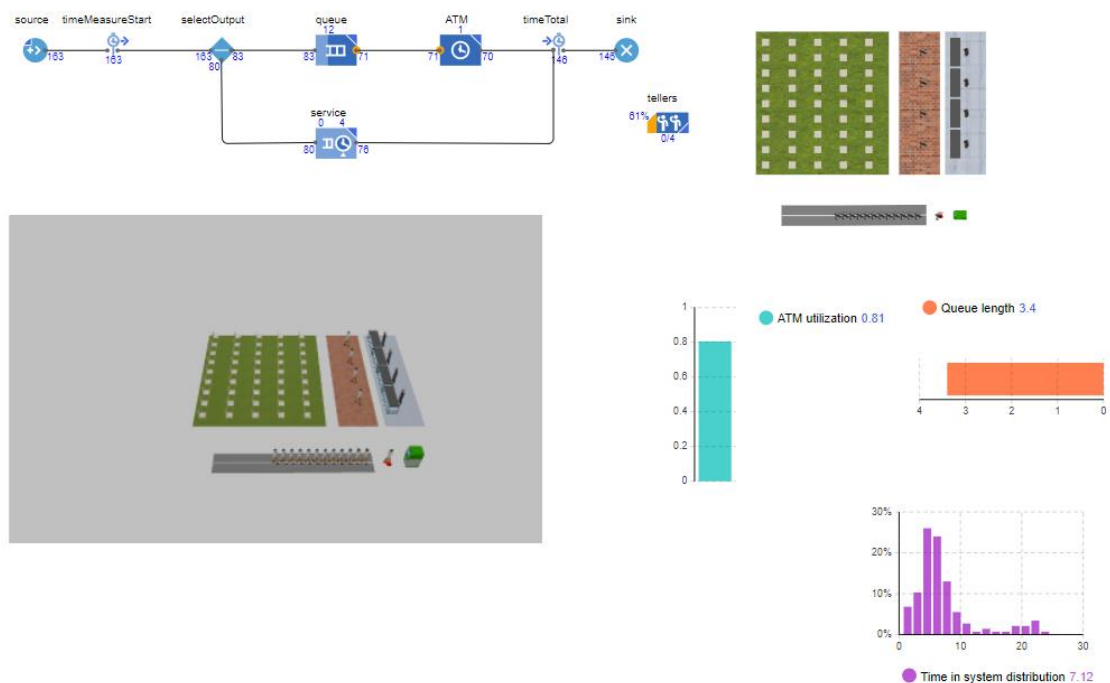 source timeMeasureStart selectOutput queue ATM timeTotal sink
12 1
163 163 163 83 83 71 71 70 146 146
80
service
0 4
80 76
tellers
61%
0/4
1
0.8
0.6
0.4
0.2
0
ATM utilization 0.81
Queue length 3.4
4 3 2 1 0
30%
20%
10%
0%
0 10 20 30
Time in system distribution 7.12